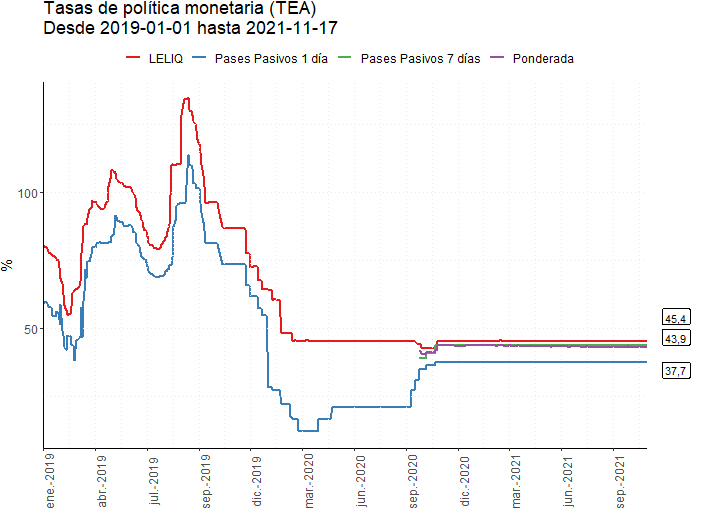 Tasas de política monetaria (TEA)
Desde 2019-01-01 hasta 2021-11-17
LELIQ Pases Pasivos 1 día Pases Pasivos 7 días Ponderada
%
100
50
45,4
43,9
37,7
ene.-2019
abr.-2019
jul.-2019
sep.-2019
dic.-2019
mar.-2020
jun.-2020
sep.-2020
dic.-2020
mar.-2021
jun.-2021
sep.-2021